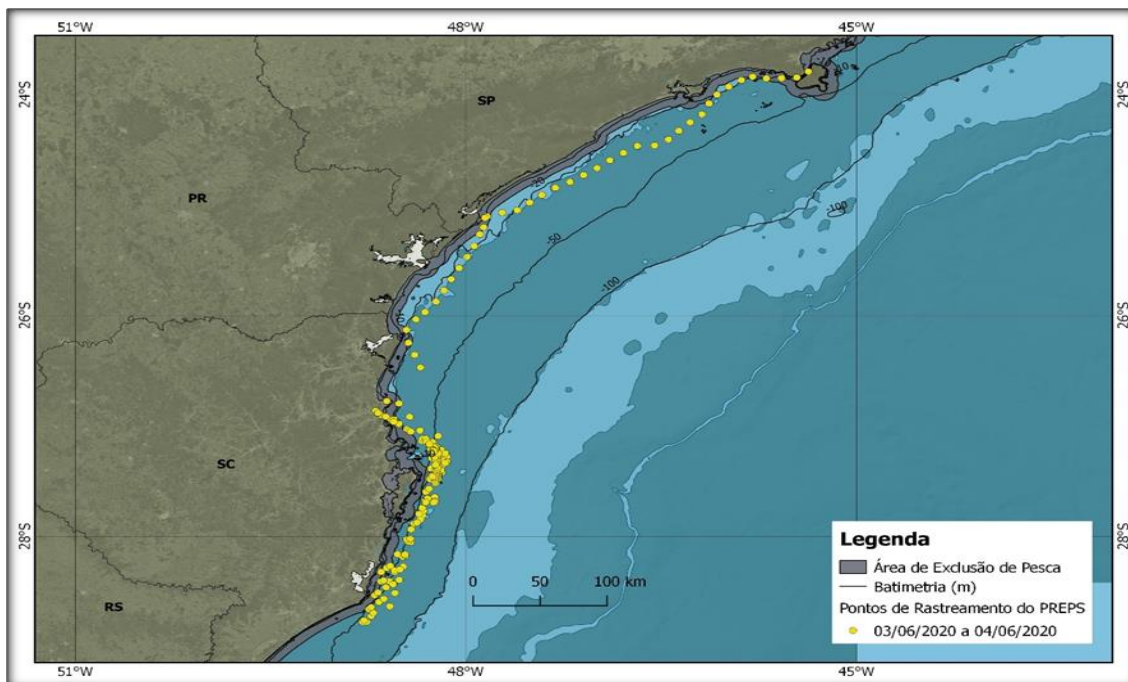 51°W 48°W 45°W
24°S 24°S
SP
-20
-50
-100
PR
-50
-100
26°S 26°S
SC
28°S 28°S
RS
0 50 100 km
Legenda
Área de Exclusão de Pesca
Batimetria (m)
Pontos de Rastreamento do PREPS
03/06/2020 a 04/06/2020
51°W 48°W 45°W